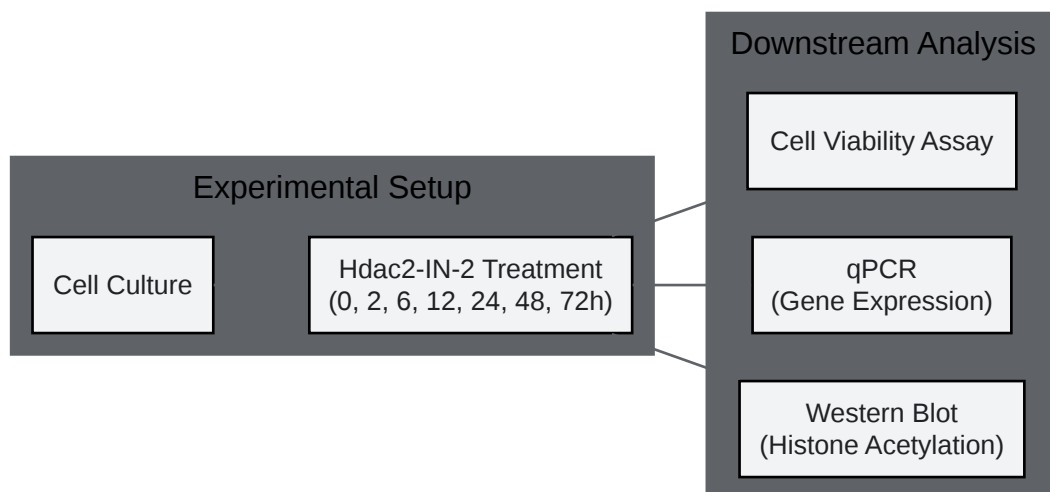 Experimental Setup
Cell Culture
Hdac2-IN-2 Treatment
(0, 2, 6, 12, 24, 48, 72h)
Downstream Analysis
Cell Viability Assay
qPCR
(Gene Expression)
Western Blot
(Histone Acetylation)